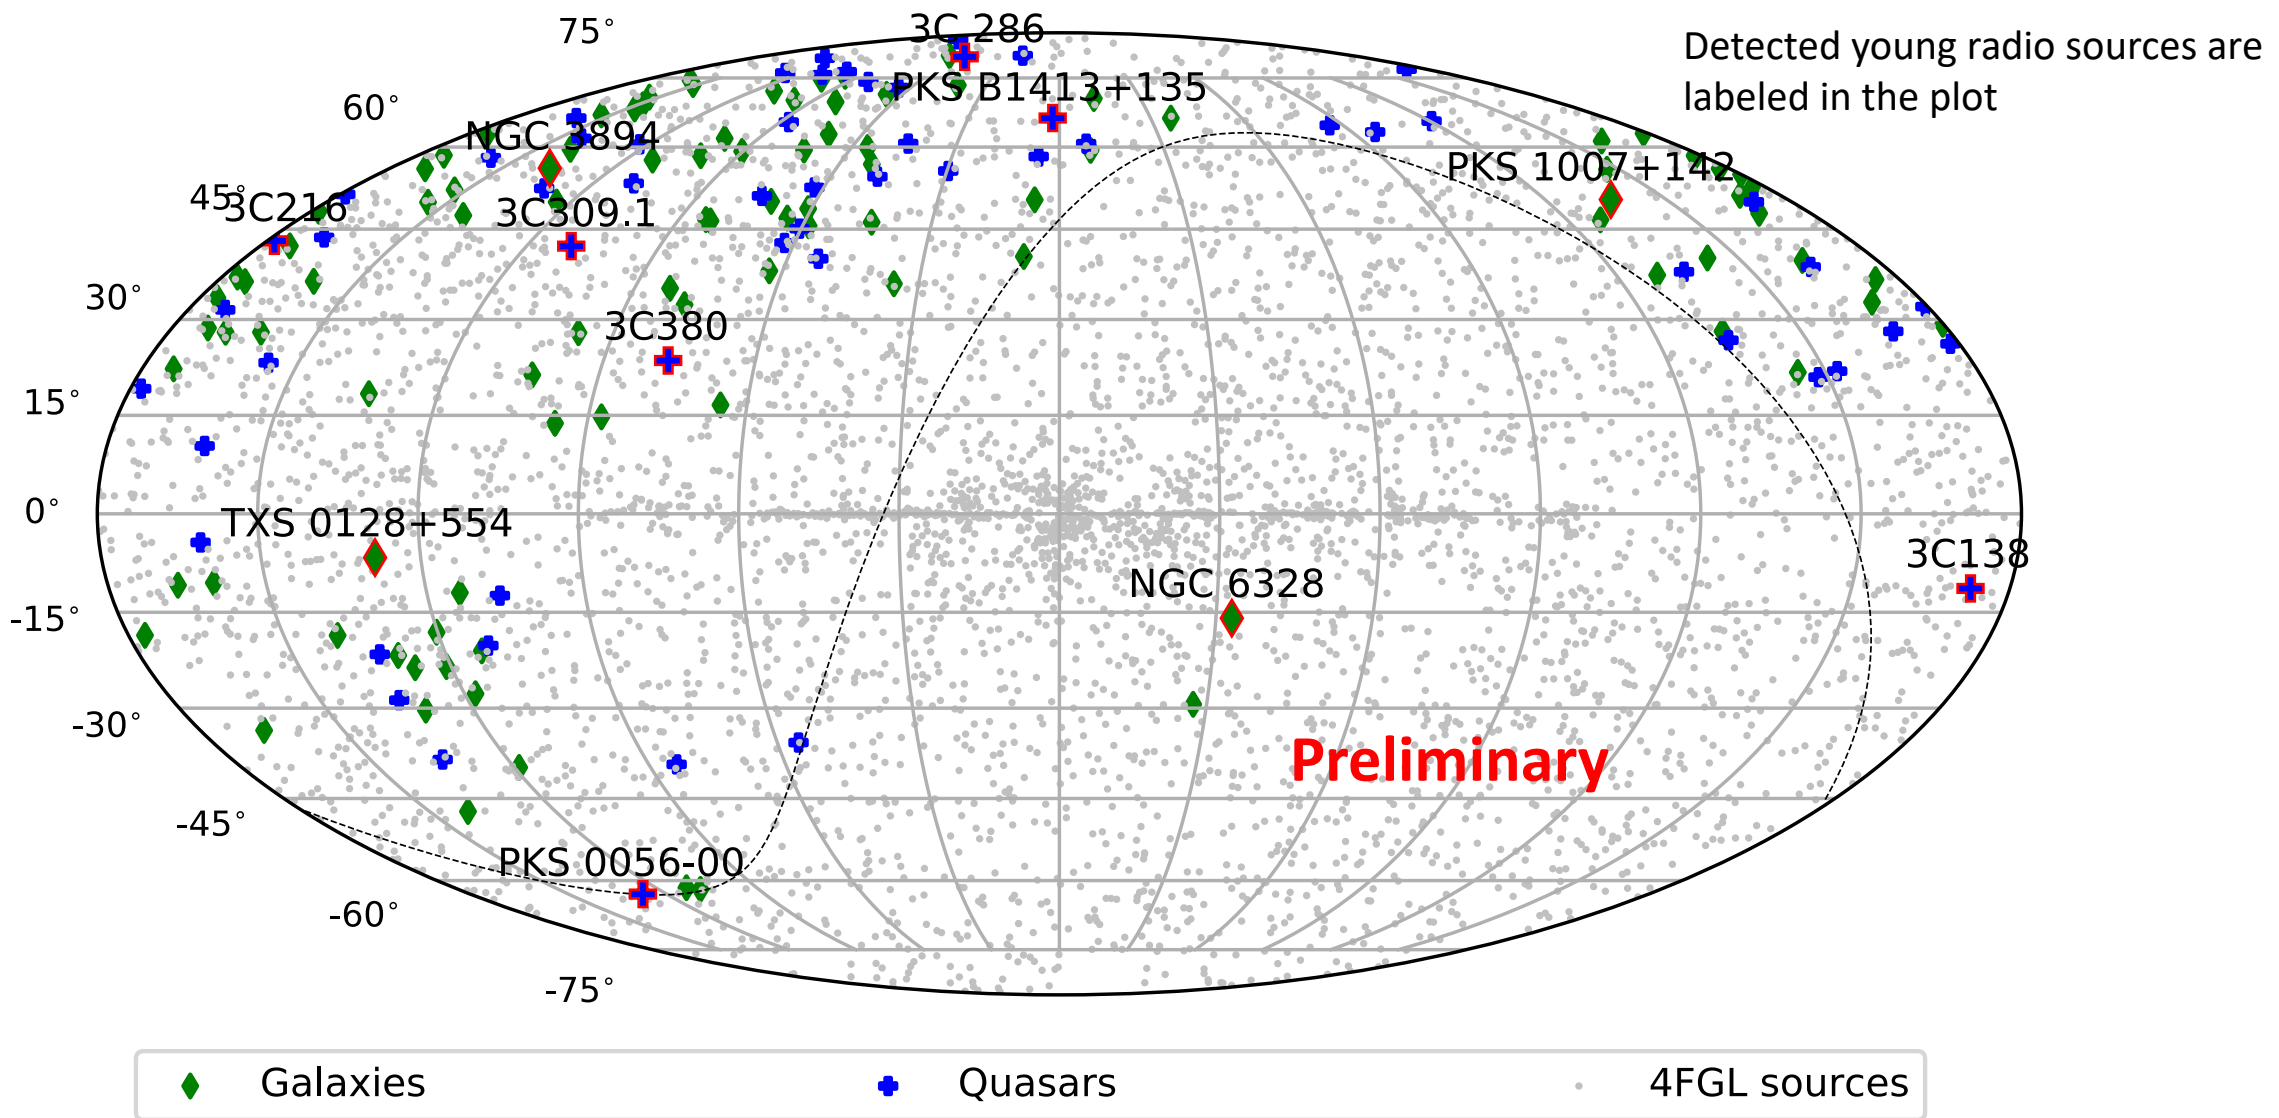 75°
3C 286
Detected young radio sources are
labeled in the plot
60°
PKS B1413+135
NGC 3894
PKS 1007+142
45°
3C216
3C309.1
30°
3C380
15°
0°
TXS 0128+554
3C138
NGC 6328
-15°
-30°
Preliminary
-45°
PKS 0056-00
-60°
-75°
Galaxies
Quasars
4FGL sources